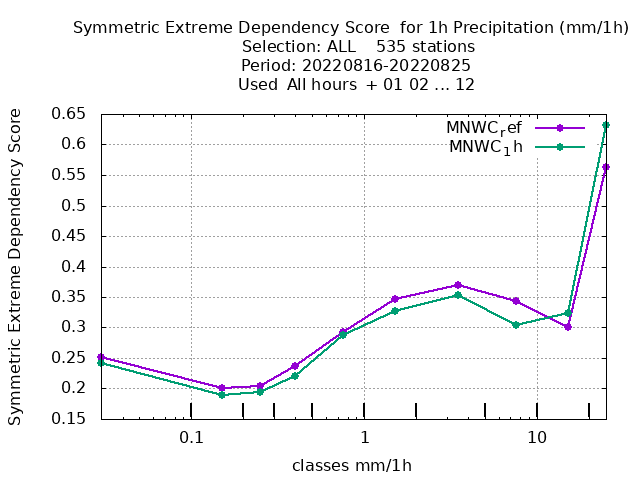 Symmetric Extreme Dependency Score  for 1h Precipitation (mm/1h)
Selection: ALL    535 stations
Period: 20220816-20220825
Used  All hours  + 01 02 ... 12
Symmetric Extreme Dependency Score
0.65
0.6
0.55
0.5
0.45
0.4
0.35
0.3
0.25
0.2
0.15
MNWCref
MNWC1h
0.1 1 10
classes mm/1h